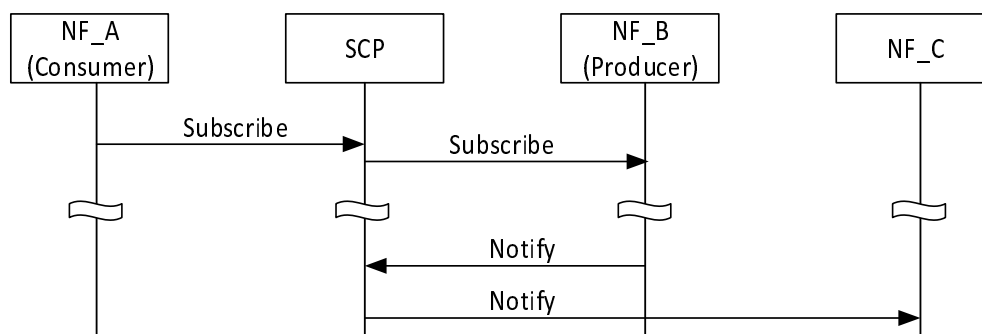 NF_A
(Consumer)
SCP
NF_B
(Producer)
NF_C
Subscribe
Subscribe
Notify
Notify